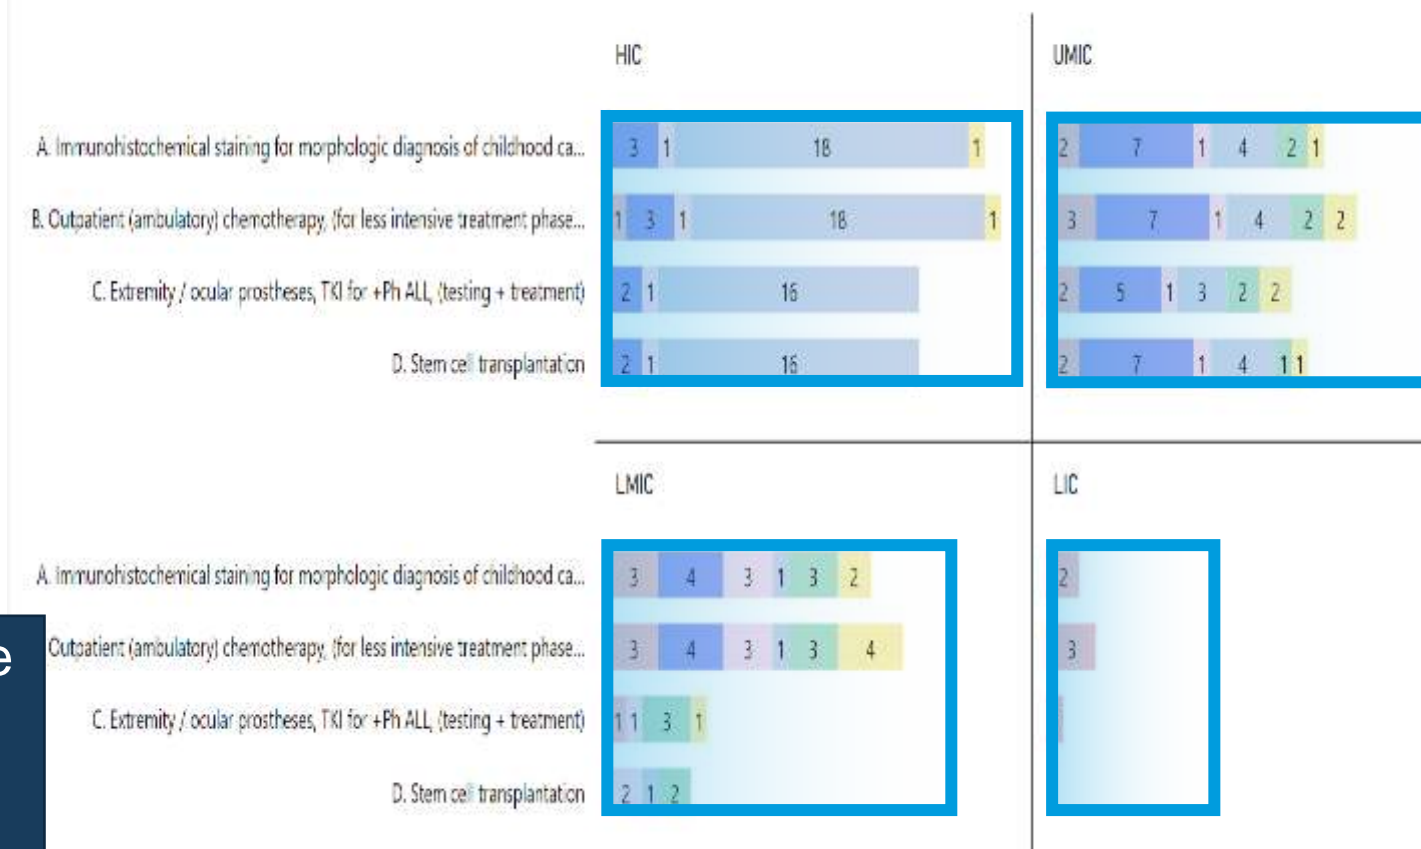 HIC UMIC
A. Immunohistochemical staining for morphologic diagnosis of childhood ca... 3 1 18 1 2 7 1 4 2 1
B. Outpatient (ambulatory) chemotherapy, (for less intensive treatment phase... 1 3 1 18 1 3 7 1 4 2 2
C. Extremity / ocular prostheses, TKI for +Ph ALL, (testing + treatment) 2 1 16 2 5 1 3 2 2
D. Stem cell transplantation 2 1 16 2 7 1 4 1 1
LMIC LIC
A. Immunohistochemical staining for morphologic diagnosis of childhood ca... 3 4 3 1 3 2 2
e Outpatient (ambulatory) chemotherapy, (for less intensive treatment phase... 3 4 3 1 3 4 3
C. Extremity / ocular prostheses, TKI for +Ph ALL, (testing + treatment) 1 1 3 1
D. Stem cell transplantation 2 1 2